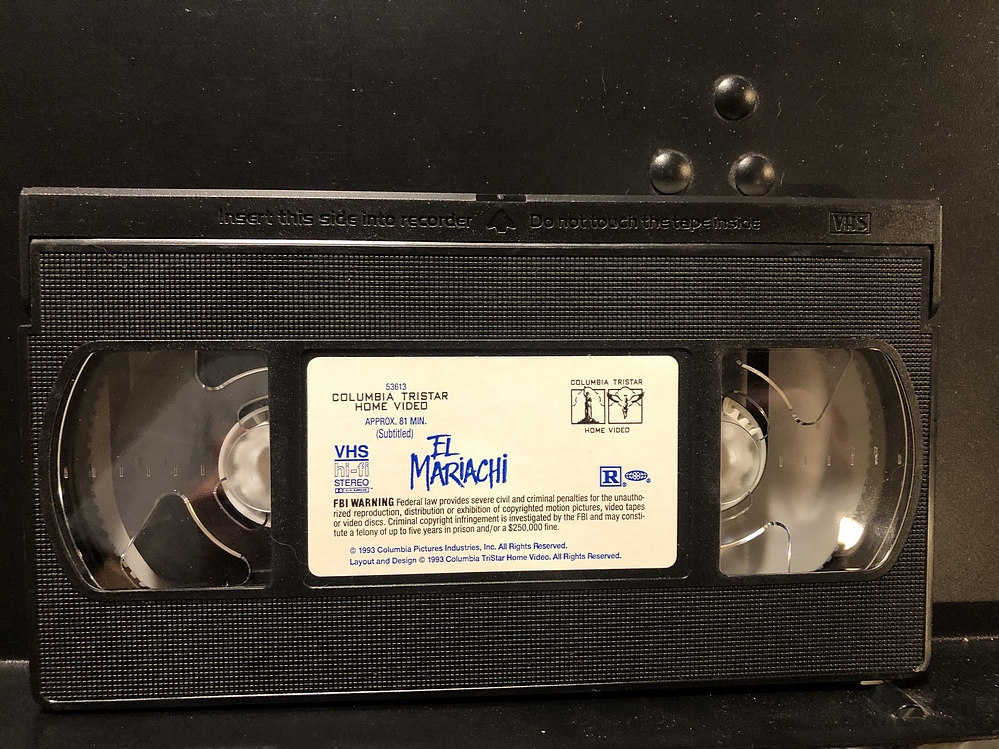 Insert this side into recorder Do not touch the tape inside VHS
53613
COLUMBIA TRISTAR
HOME VIDEO
APPROX. 81 MIN.
(Subtitled)
COLUMBIA TRISTAR
HOME VIDEO
VHS
hi-fi
STEREO
EL
MARIACHI
R
FBI WARNING Federal law provides severe civil and criminal penalties for the unautho-
rized reproduction, distribution or exhibition of copyrighted motion pictures, video tapes
or video discs. Criminal copyright infringement is investigated by the FBI and may consti-
tute a felony of up to five years in prison and/or a $250,000 fine.
© 1993 Columbia Pictures Industries, Inc. All Rights Reserved.
Layout and Design © 1993 Columbia TriStar Home Video. All Rights Reserved.